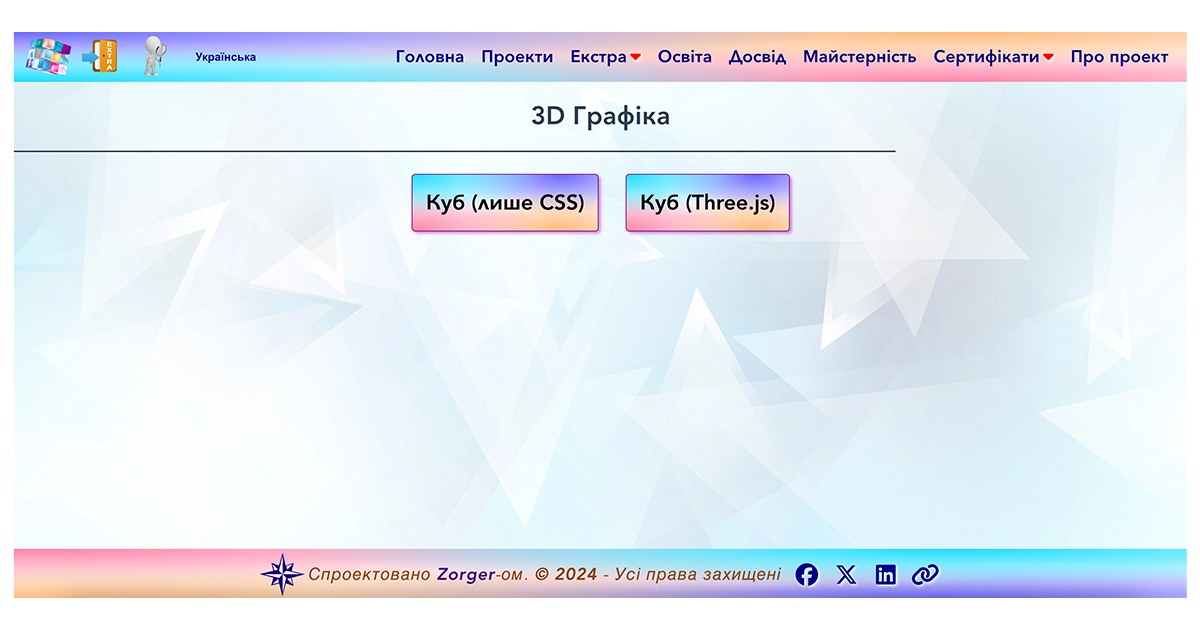 EXTRA
Українська Головна Проекти Екстра Освіта Досвід Майстерність Сертифікати Про проект
3D Графіка
Куб (лише CSS) Куб (Three.js)
Спроектовано Zorger-ом. © 2024 - Усі права захищені